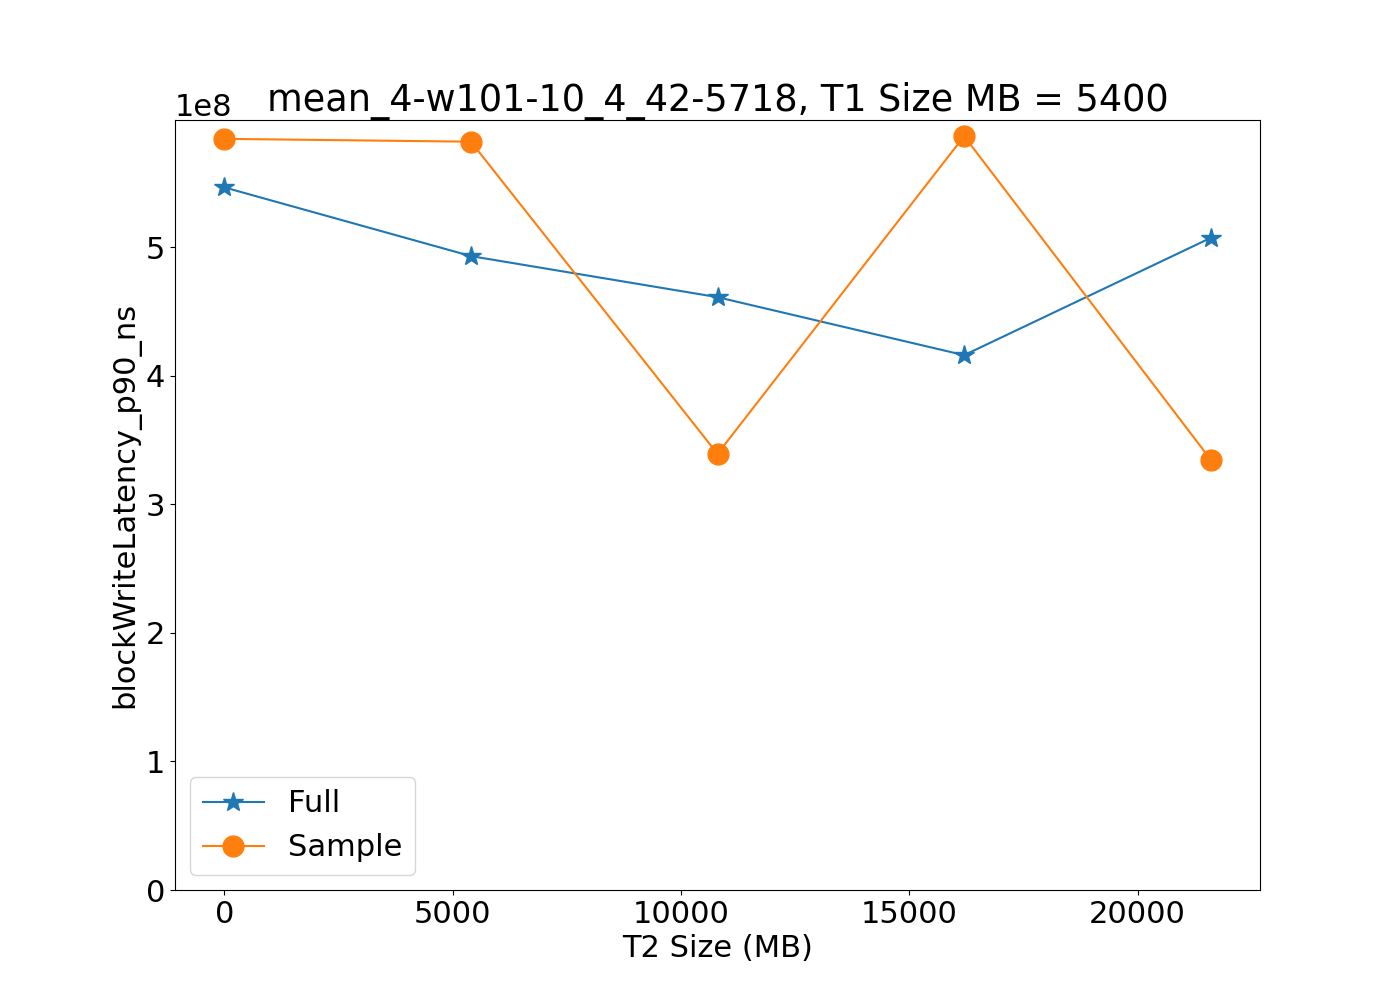 mean_4-w101-10_4_42-5718, T1 Size MB = 5400
1e8
5
4
3
2
1
0
blockWriteLatency_p90_ns
Full
Sample
0 5000 10000 15000 20000
T2 Size (MB)